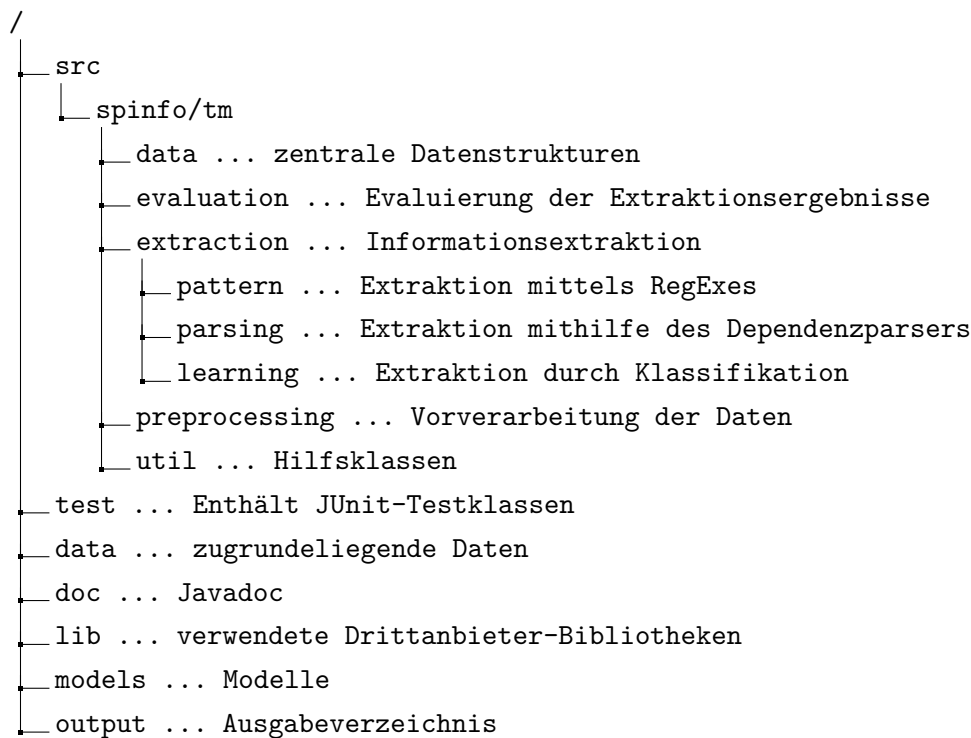 /
src
spinfo/tm
data ... zentrale Datenstrukturen
evaluation ... Evaluierung der Extraktionsergebnisse
extraction ... Informationsextraktion
pattern ... Extraktion mittels RegExes
parsing ... Extraktion mithilfe des Dependenzparsers
learning ... Extraktion durch Klassifikation
preprocessing ... Vorverarbeitung der Daten
util ... Hilfsklassen
test ... Enthält JUnit-Testklassen
data ... zugrundeliegende Daten
doc ... Javadoc
lib ... verwendete Drittanbieter-Bibliotheken
models ... Modelle
output ... Ausgabeverzeichnis